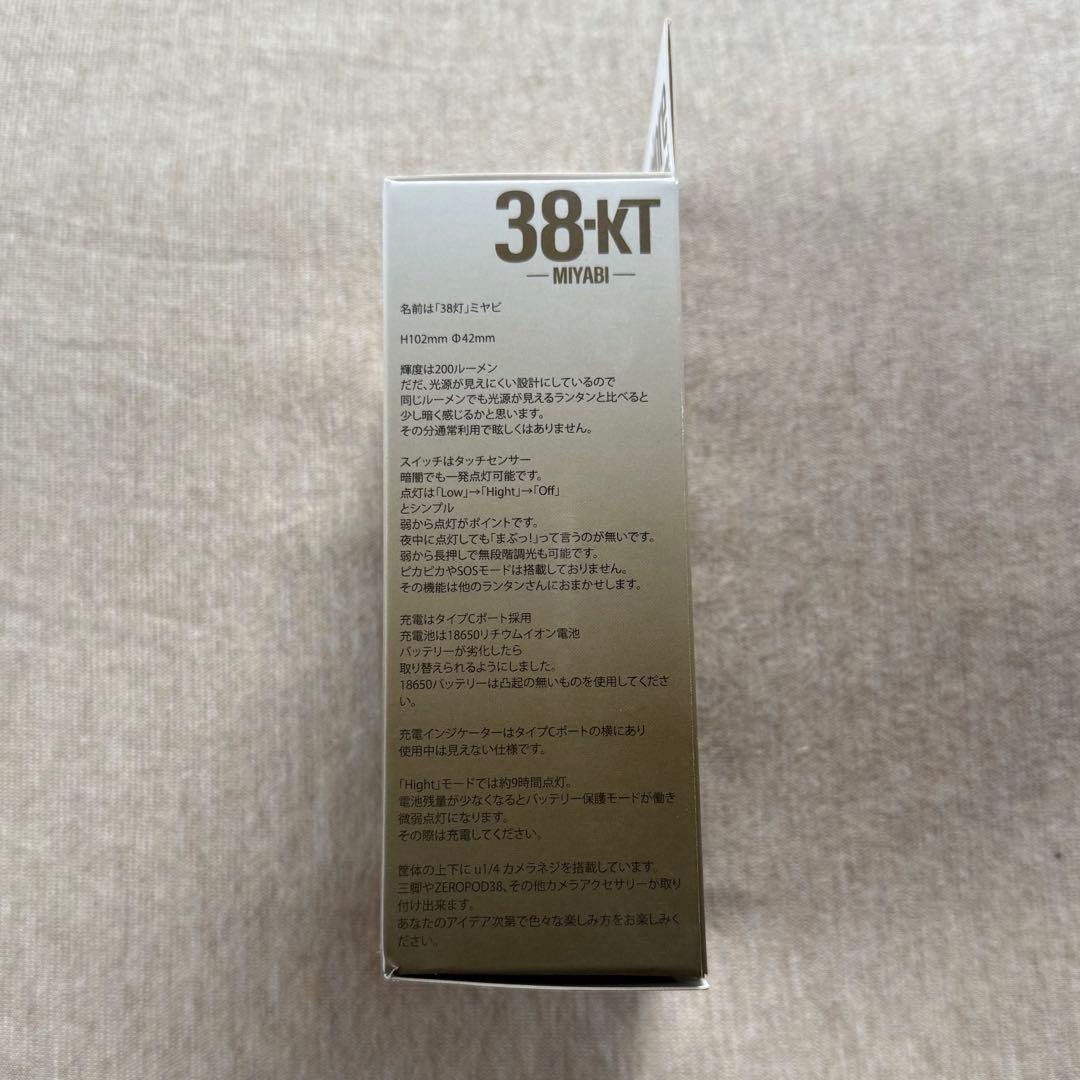 38-KT
MIYABI
名前は「38灯」ミヤビ
H102mm Φ42mm
輝度は200ルーメン
だだ、光源が見えにくい設計にしているので
同じルーメンでも光源が見えるランタンと比べると
少し暗く感じるかと思います。
その分通常利用で眩しくはありません。
スイッチはタッチセンサー
暗闇でも一発点灯可能です。
点灯は「Low」→「Hight」→「Off」
とシンプル
弱から点灯がポイントです。
夜中に点灯しても「まぶっ！」って言うのが無いです。
弱から長押しで無段階調光も可能です。
ピカピカやSOSモードは搭載しておりません。
その機能は他のランタンさんにおまかせします。
充電はタイプCポート採用
充電池は18650リチウムイオン電池
バッテリーが劣化したら
取り替えられるようにしました。
18650バッテリーは凸起の無いものを使用してくださ
い。
充電インジケーターはタイプCポートの横にあり
使用中は見えない仕様です。
「Hight」モードでは約9時間点灯。
電池残量が少なくなるとバッテリー保護モードが働き
微弱点灯になります。
その際は充電してください。
筐体の上下に u1/4 カメラネジを搭載しています。
三脚やZEROPOD38、その他カメラアクセサリーが取り
付け出来ます。
あなたのアイデア次第で色々な楽しみ方をお楽しみく
ださい。